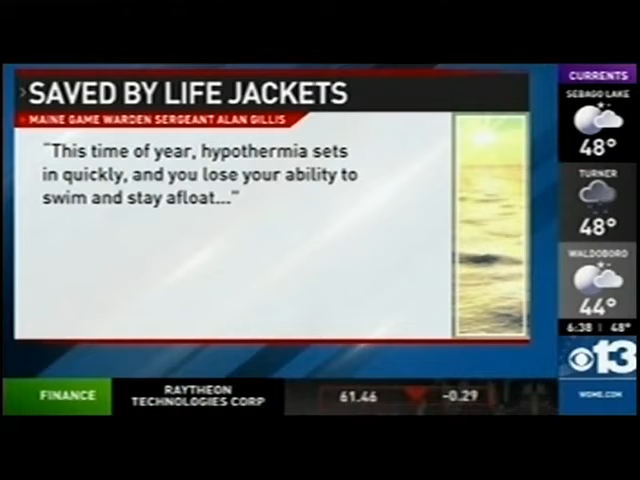 SAVED BY LIFE JACKETS
MAINE GAME WARDEN SERGEANT ALAN GILLIS
"This time of year, hypothermia sets
in quickly, and you lose your ability to
swim and stay afloat..."
CURRENTS
SEBAGO LAKE
48°
TURNER
48°
WALDOBORO
44°
6:38 | 48°
13
WGME.COM
FINANCE
RAYTHEON
TECHNOLOGIES CORP
61.46
-0.29